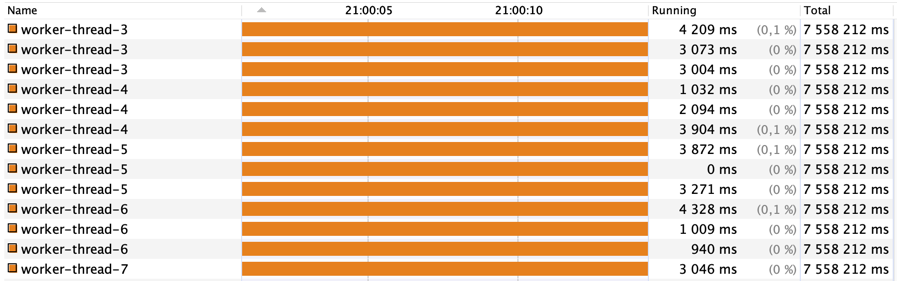 Name 21:00:05 21:00:10 Running Total
worker-thread-3 4 209 ms (0,1 %) 7 558 212 ms
worker-thread-3 3 073 ms (0 %) 7 558 212 ms
worker-thread-3 3 004 ms (0 %) 7 558 212 ms
worker-thread-4 1 032 ms (0 %) 7 558 212 ms
worker-thread-4 2 094 ms (0 %) 7 558 212 ms
worker-thread-4 3 904 ms (0,1 %) 7 558 212 ms
worker-thread-5 3 872 ms (0,1 %) 7 558 212 ms
worker-thread-5 0 ms (0 %) 7 558 212 ms
worker-thread-5 3 271 ms (0 %) 7 558 212 ms
worker-thread-6 4 328 ms (0,1 %) 7 558 212 ms
worker-thread-6 1 009 ms (0 %) 7 558 212 ms
worker-thread-6 940 ms (0 %) 7 558 212 ms
worker-thread-7 3 046 ms (0 %) 7 558 212 ms